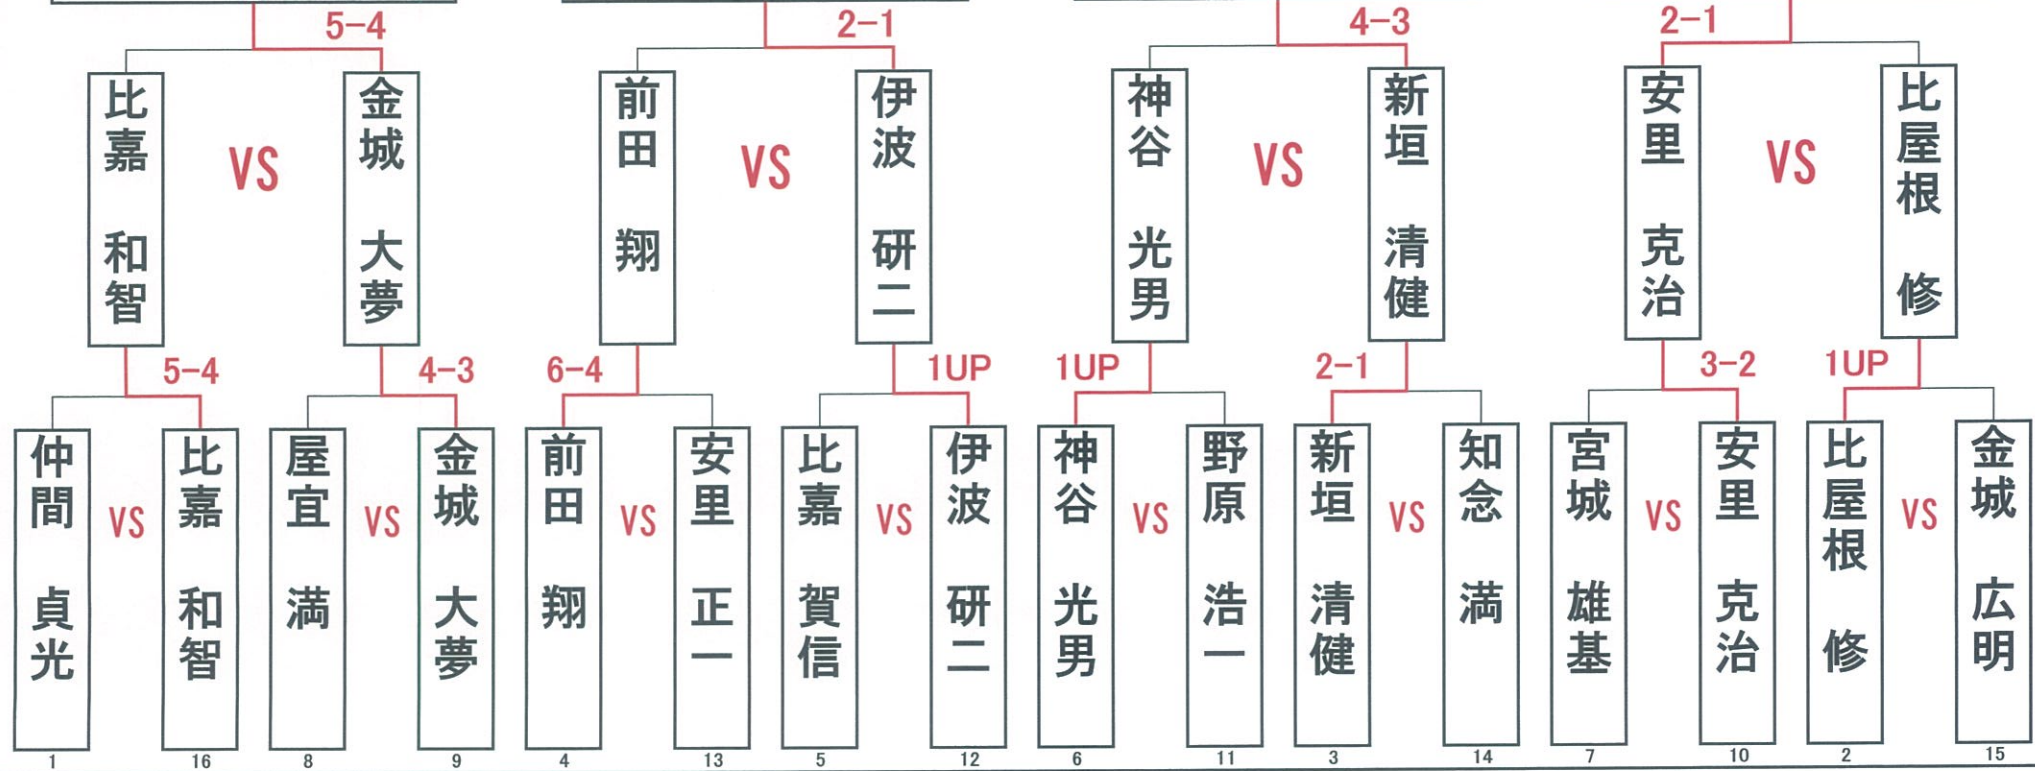 5-4
2-1
4-3
2-1
比嘉 和智
VS
金城 大夢
前田 翔
VS
伊波 研二
神谷 光男
VS
新垣 清健
安里 克治
VS
比屋根 修
5-4
4-3
6-4
1UP
1UP
2-1
3-2
1UP
仲間 貞光
VS
比嘉 和智
屋宜 満
VS
金城 大夢
前田 翔
VS
安里 正一
比嘉 賀信
VS
伊波 研二
神谷 光男
VS
野原 浩一
新垣 清健
VS
知念 満
宮城 雄基
VS
安里 克治
比屋根 修
VS
金城 広明
1
16
8
9
4
13
5
12
6
11
3
14
7
10
2
15